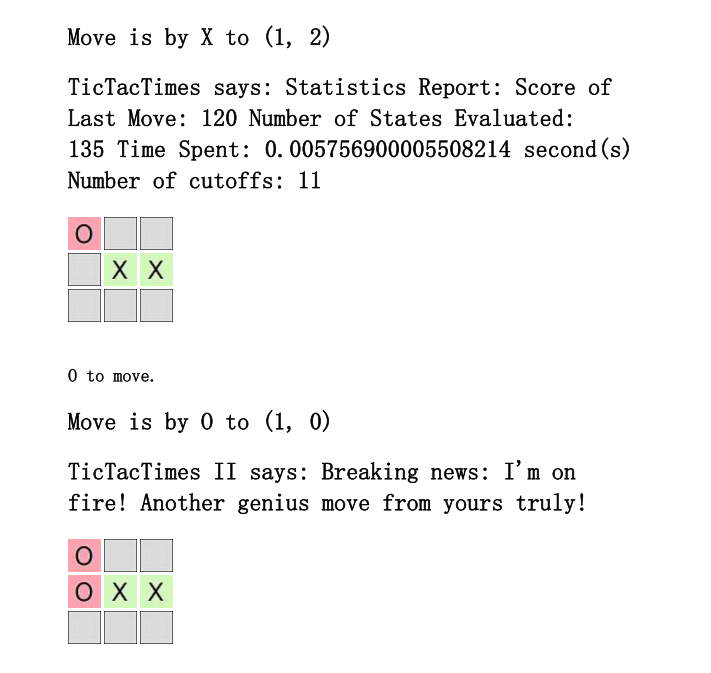 Move is by X to (1, 2)
TicTacTimes says: Statistics Report: Score of
Last Move: 120 Number of States Evaluated:
135 Time Spent: 0.005756900005508214 second(s)
Number of cutoffs: 11
O
X X
O to move.
Move is by O to (1, 0)
TicTacTimes II says: Breaking news: I'm on
fire! Another genius move from yours truly!
O
O X X